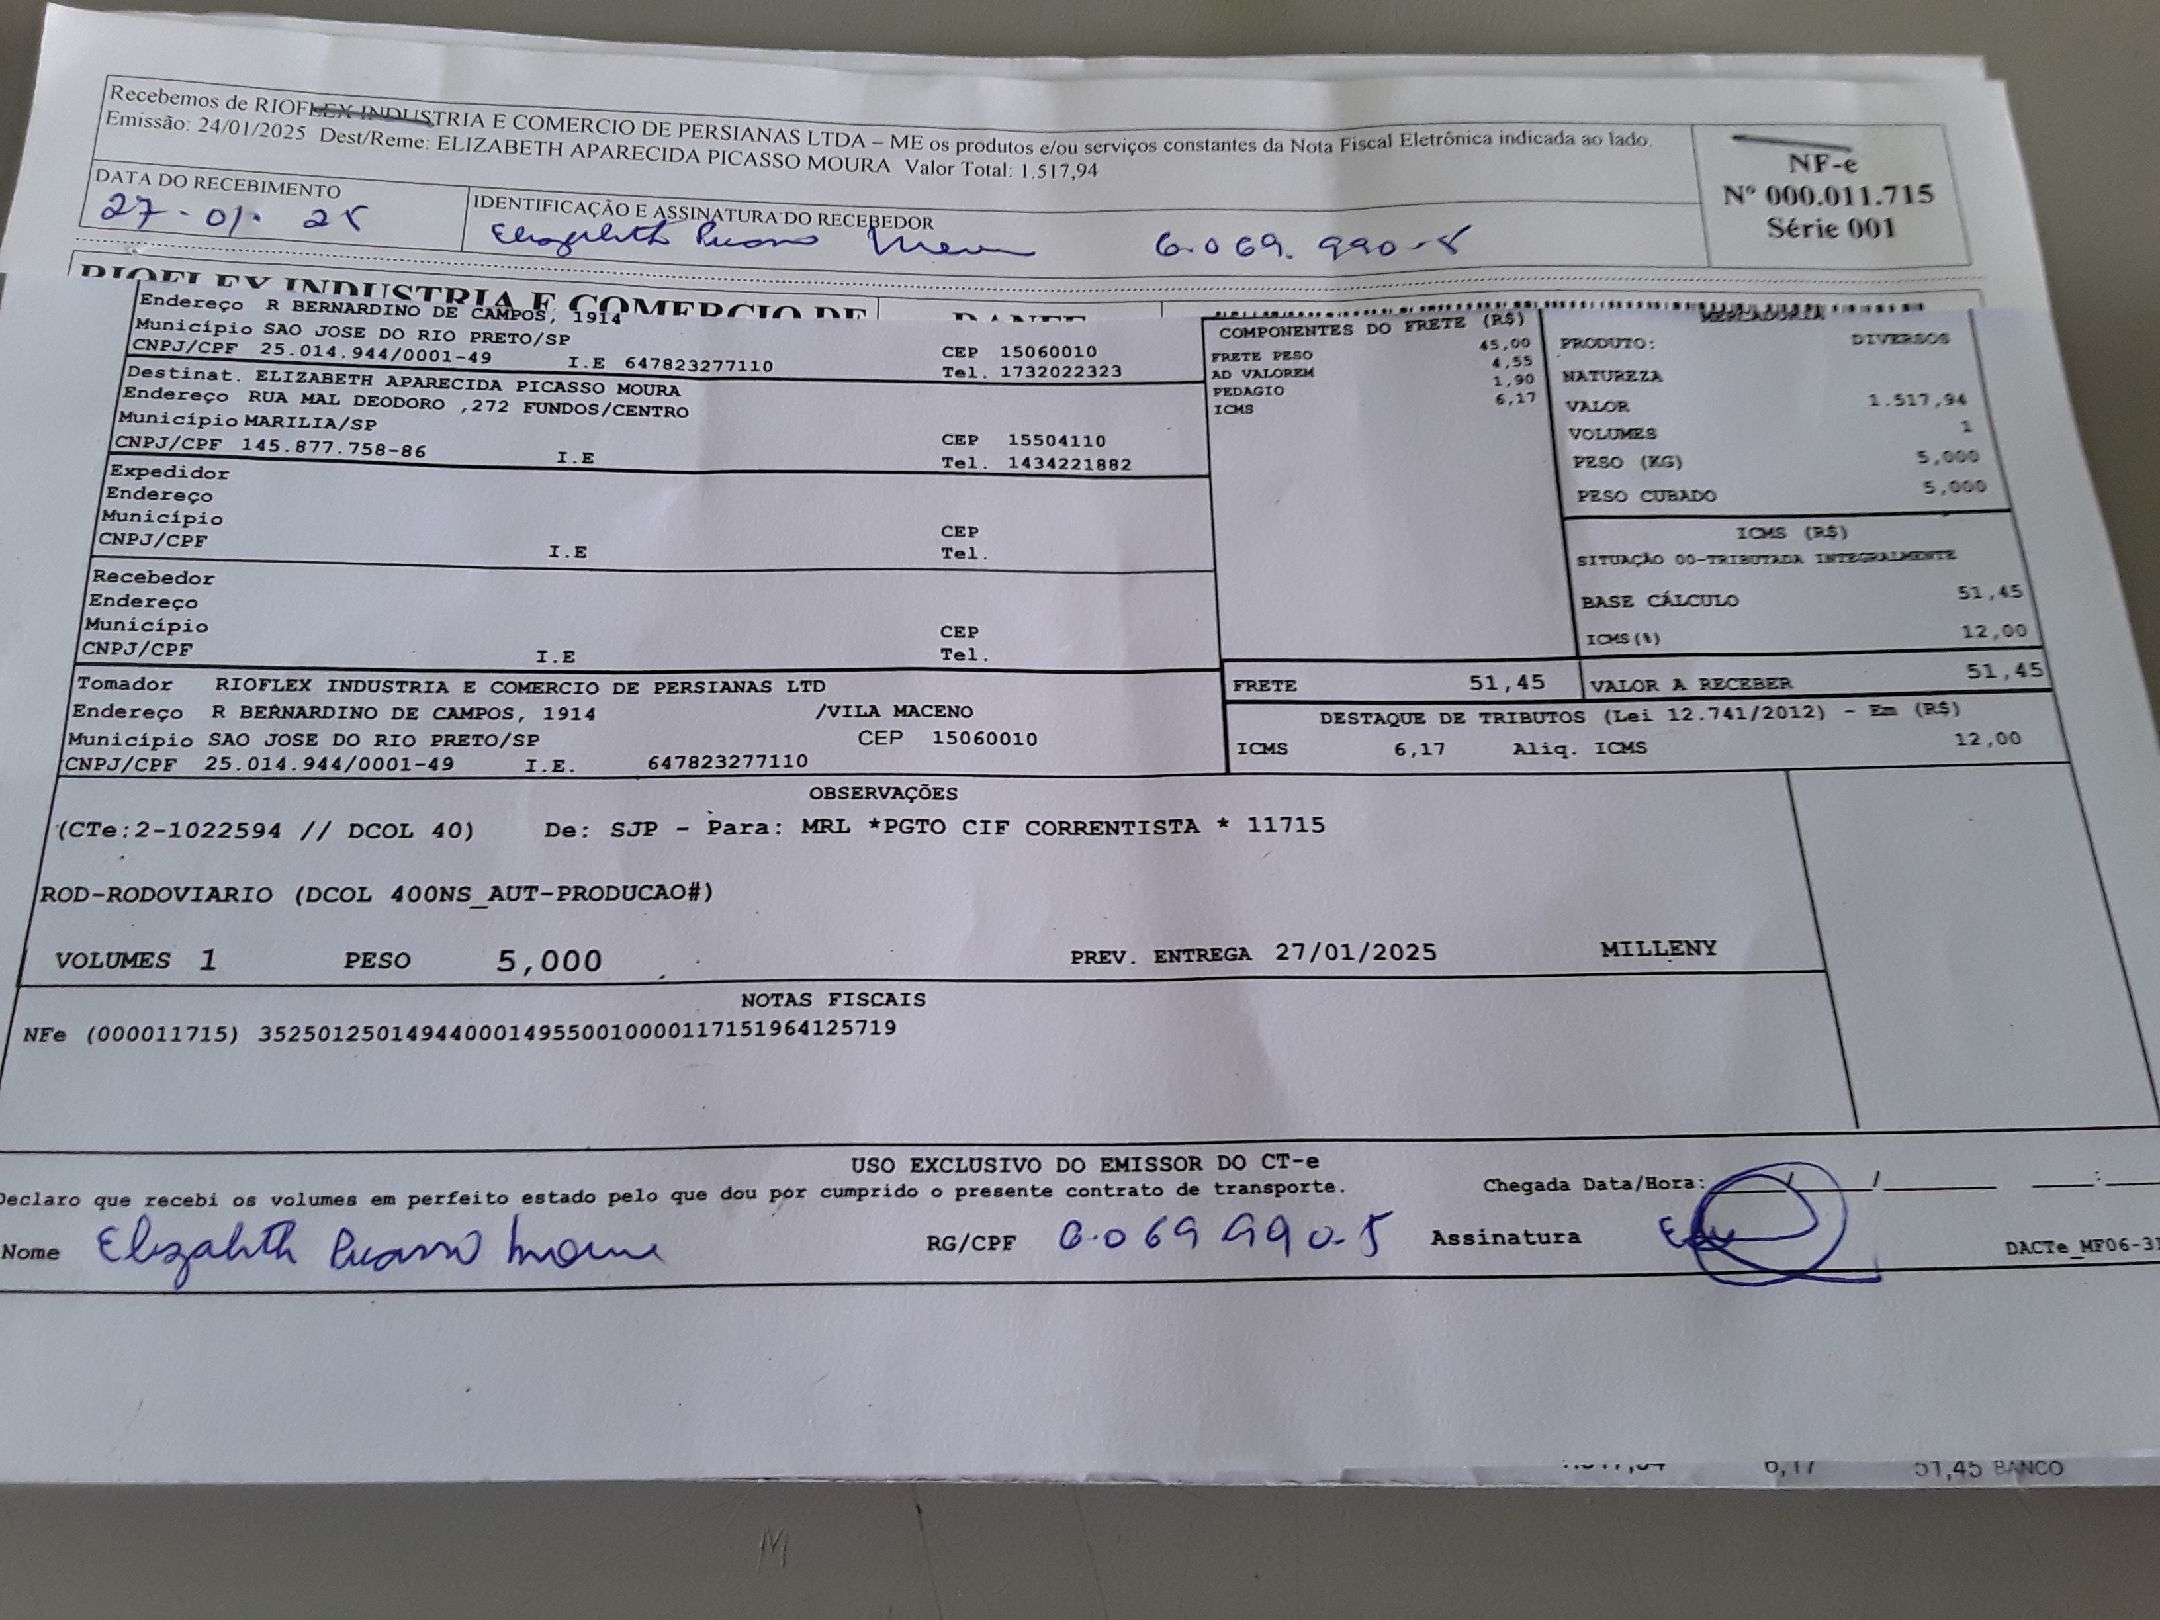 Recebemos de RIOFLEX INDUSTRIA E COMERCIO DE PERSIANAS LTDA – ME os produtos e/ou serviços constantes da Nota Fiscal Eletrônica indicada ao lado.
Emissão: 24/01/2025 Dest/Reme: ELIZABETH APARECIDA PICASSO MOURA Valor Total: 1.517,94
NF-e
Nº 000.011.715
Série 001
DATA DO RECEBIMENTO
27-01-25
IDENTIFICAÇÃO E ASSINATURA DO RECEBEDOR
Elizabeth Picasso Moura 6.069.990-5
RIOFLEX INDUSTRIA E COMERCIO DE
DANFE
Endereço R BERNARDINO DE CAMPOS, 1914
Município SAO JOSE DO RIO PRETO/SP CEP 15060010
CNPJ/CPF 25.014.944/0001-49 I.E 647823277110 Tel. 1732022323
Destinat. ELIZABETH APARECIDA PICASSO MOURA
Endereço RUA MAL DEODORO ,272 FUNDOS/CENTRO
Município MARILIA/SP CEP 15504110
CNPJ/CPF 145.877.758-86 I.E Tel. 1434221882
Expedidor
Endereço
Município CEP
CNPJ/CPF I.E Tel.
Recebedor
Endereço
Município CEP
CNPJ/CPF I.E Tel.
Tomador RIOFLEX INDUSTRIA E COMERCIO DE PERSIANAS LTD
Endereço R BERNARDINO DE CAMPOS, 1914 /VILA MACENO
Município SAO JOSE DO RIO PRETO/SP CEP 15060010
CNPJ/CPF 25.014.944/0001-49 I.E. 647823277110
COMPONENTES DO FRETE (R$)
FRETE PESO 45,00
AD VALOREM 4,55
PEDAGIO 1,90
ICMS 6,17
MERCADORIA
PRODUTO: DIVERSOS
NATUREZA
VALOR 1.517,94
VOLUMES 1
PESO (KG) 5,000
PESO CUBADO 5,000
ICMS (R$)
SITUAÇÃO 00-TRIBUTADA INTEGRALMENTE
BASE CÁLCULO 51,45
ICMS(%) 12,00
FRETE 51,45 VALOR A RECEBER 51,45
DESTAQUE DE TRIBUTOS (Lei 12.741/2012) - Em (R$)
ICMS 6,17 Aliq. ICMS 12,00
OBSERVAÇÕES
(CTe:2-1022594 // DCOL 40) De: SJP - Para: MRL *PGTO CIF CORRENTISTA * 11715
ROD-RODOVIARIO (DCOL 400NS_AUT-PRODUCAO#)
VOLUMES 1 PESO 5,000 PREV. ENTREGA 27/01/2025 MILLENY
NOTAS FISCAIS
NFe (000011715) 35250125014944000149550010000117151964125719
USO EXCLUSIVO DO EMISSOR DO CT-e
Declaro que recebi os volumes em perfeito estado pelo que dou por cumprido o presente contrato de transporte. Chegada Data/Hora: / / :
Nome Elizabeth Picasso Moura RG/CPF 6.069990-5 Assinatura
DACTe_MF06-31
6,17 51,45 BANCO